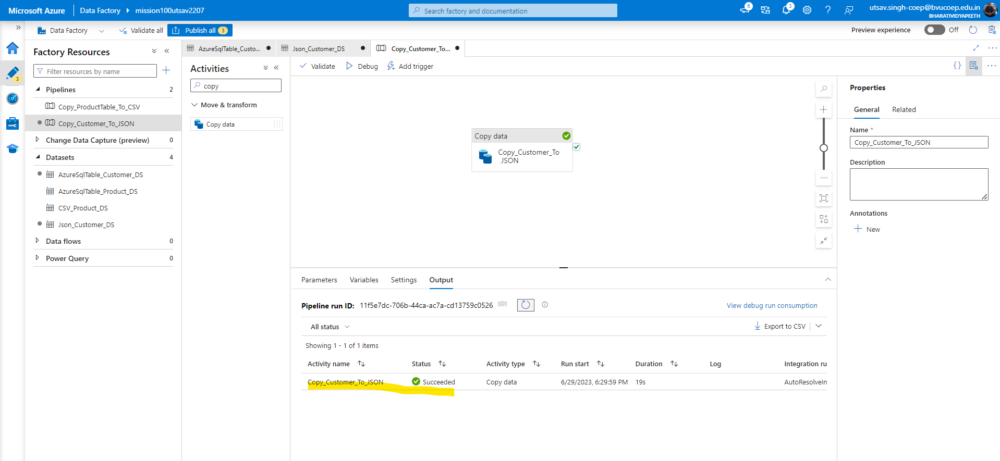 Microsoft Azure Data Factory mission100utsav2207 Search factory and documentation 6 3 utsav.singh-coep@bvucoep.edu.in
BHARATIVIDYAPEETH
Data Factory Validate all Publish all 3 Preview experience Off
Factory Resources
Filter resources by name
3
Pipelines 2
Copy_ProductTable_To_CSV
Copy_Customer_To_JSON
Change Data Capture (preview) 0
Datasets 4
AzureSqlTable_Customer_DS
AzureSqlTable_Product_DS
CSV_Product_DS
Json_Customer_DS
Data flows 0
Power Query 0
AzureSqlTable_Custo... Json_Customer_DS Copy_Customer_To...
Activities
copy
Move & transform
Copy data
Validate Debug Add trigger {}
Copy data
Copy_Customer_To
_JSON
Parameters Variables Settings Output
Pipeline run ID: 11f5e7dc-706b-44ca-ac7a-cd13759c0526 [@] View debug run consumption
All status Export to CSV
Showing 1 - 1 of 1 items
Activity name Status Activity type Run start Duration Log Integration ru
Copy_Customer_To_JSON Succeeded Copy data 6/29/2023, 6:29:59 PM 19s AutoResolveIn
Properties
General Related
Name *
Copy_Customer_To_JSON
Description
Annotations
New